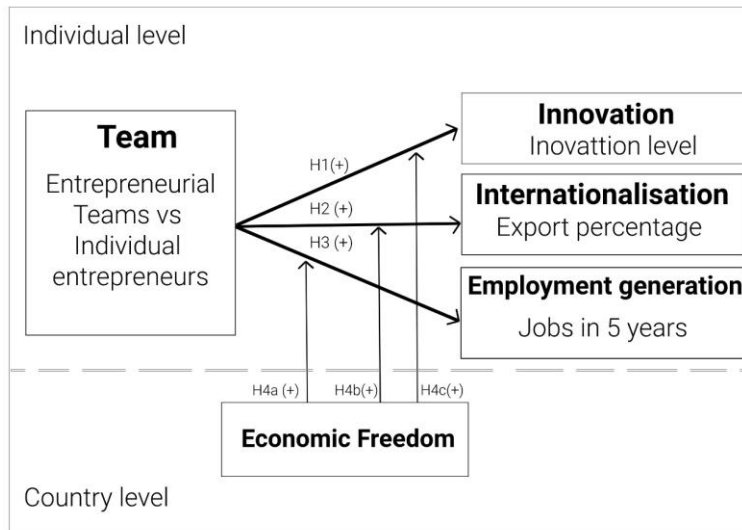 Individual level
Team
Entrepreneurial
Teams vs
Individual
entrepreneurs
H1(+)
H2 (+)
H3 (+)
Innovation
Inovattion level
Internationalisation
Export percentage
Employment generation
Jobs in 5 years
H4a (+)
H4b(+)
H4c(+)
Economic Freedom
Country level